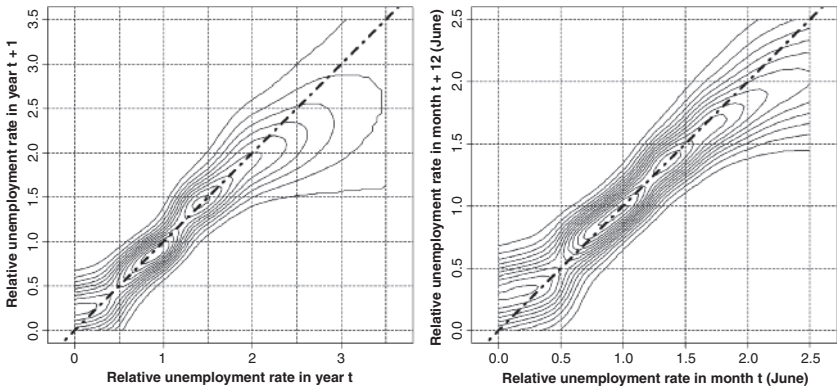 Relative unemployment rate in year t + 1
3.5
3.0
2.5
2.0
1.5
1.0
0.5
0.0
0 1 2 3
Relative unemployment rate in year t
Relative unemployment rate in month t + 12 (June)
2.5
2.0
1.5
1.0
0.5
0.0
0.0 0.5 1.0 1.5 2.0 2.5
Relative unemployment rate in month t (June)